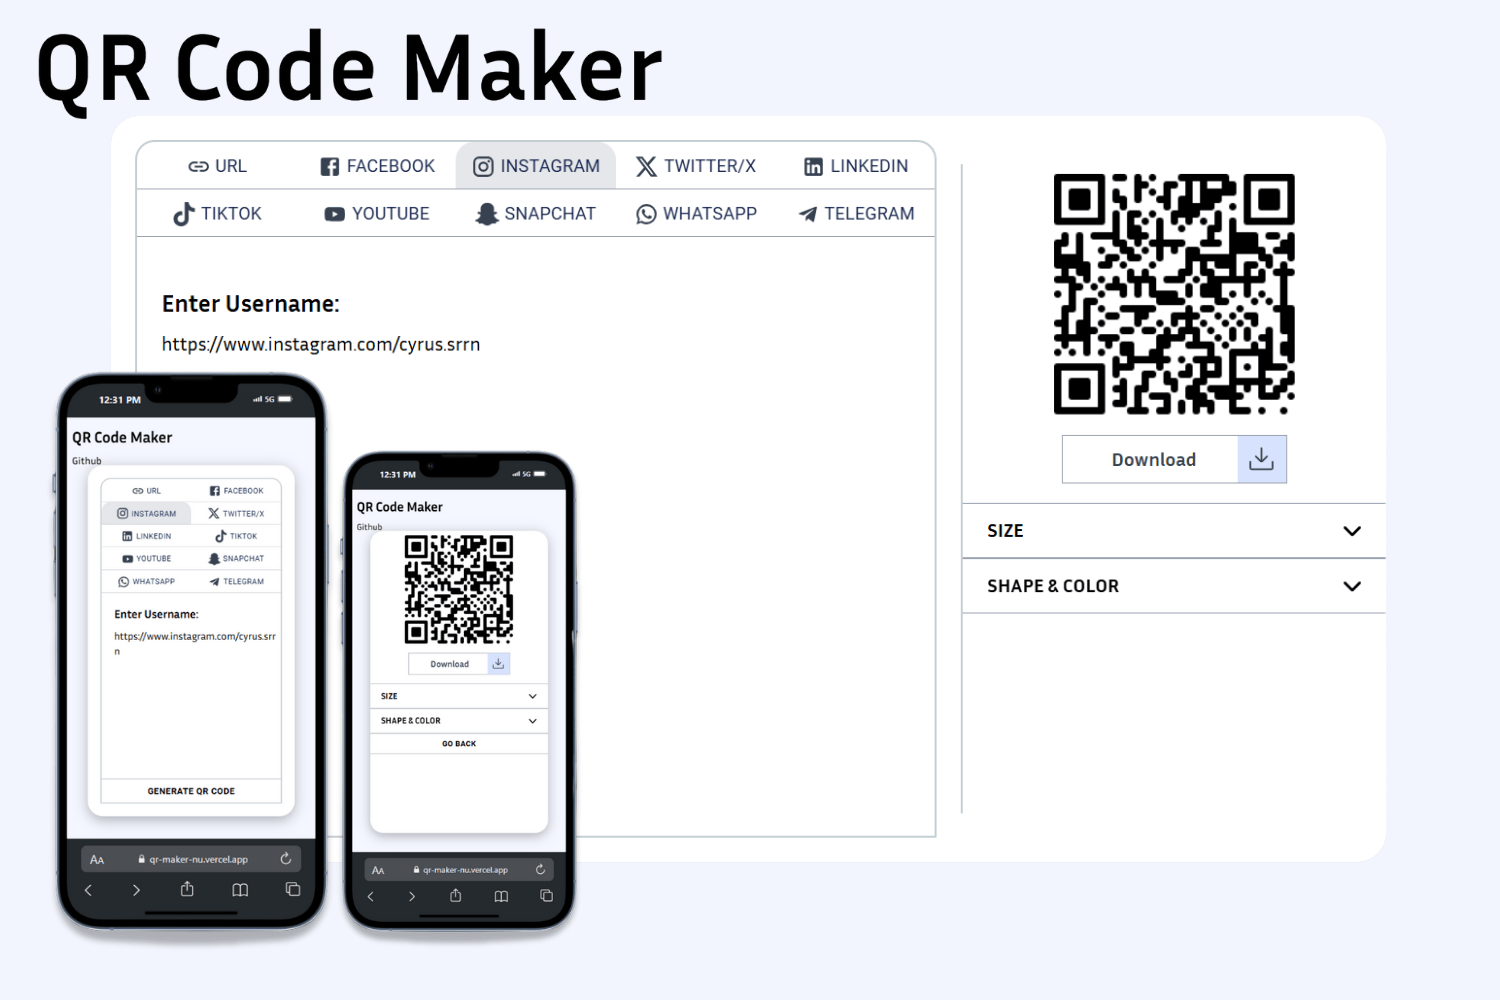 QR Code Maker
URL FACEBOOK INSTAGRAM TWITTER/X LINKEDIN
TIKTOK YOUTUBE SNAPCHAT WHATSAPP TELEGRAM
Enter Username:
https://www.instagram.com/cyrus.srrn
Download
SIZE
SHAPE & COLOR
12:31 PM 5G
QR Code Maker
Github
URL FACEBOOK
INSTAGRAM TWITTER/X
LINKEDIN TIKTOK
YOUTUBE SNAPCHAT
WHATSAPP TELEGRAM
Enter Username:
https://www.instagram.com/cyrus.srr
n
GENERATE QR CODE
AA qr-maker-nu.vercel.app
12:31 PM 5G
QR Code Maker
Github
Download
SIZE
SHAPE & COLOR
GO BACK
AA qr-maker-nu.vercel.app